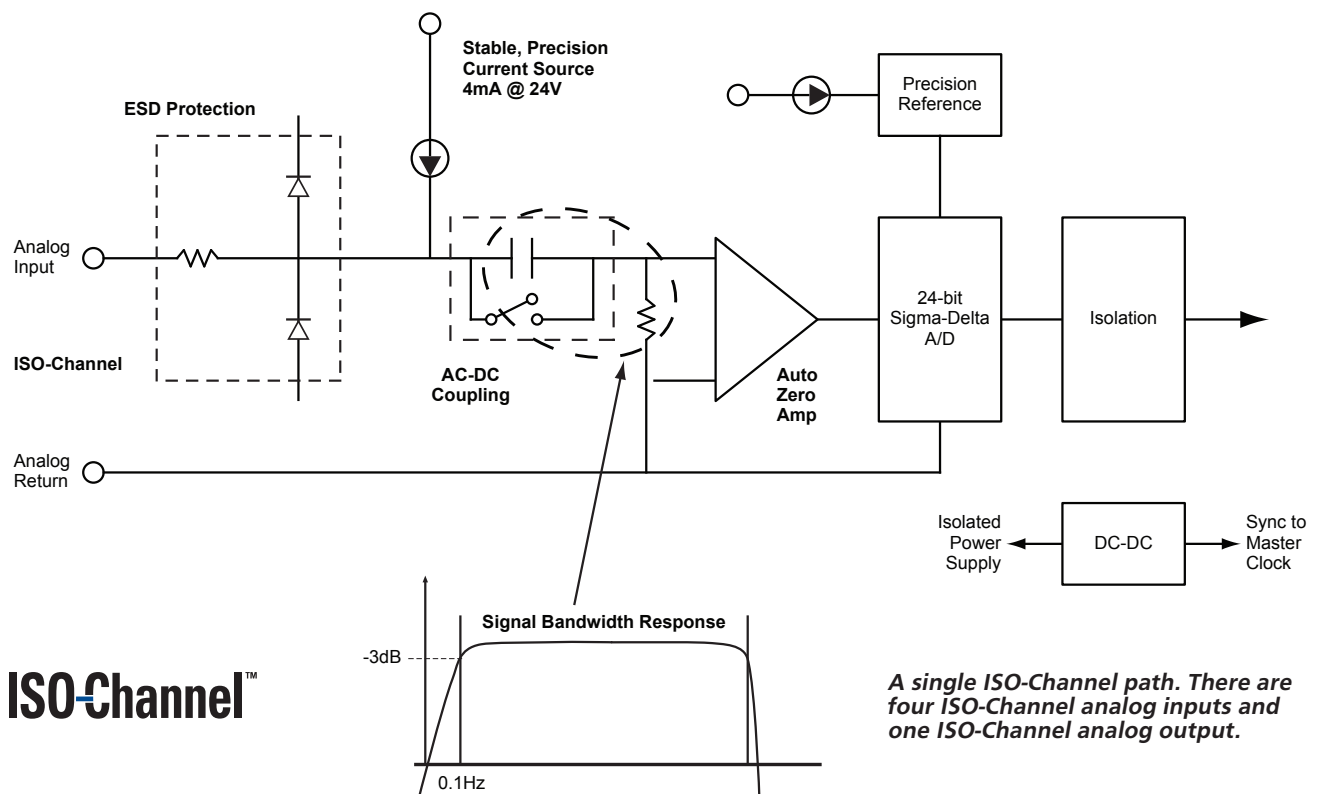 Stable, Precision
Current Source
4mA @ 24V
Precision
Reference
ESD Protection
Analog
Input
ISO-Channel
AC-DC
Coupling
Auto
Zero
Amp
24-bit
Sigma-Delta
A/D
Isolation
Analog
Return
Isolated
Power
Supply
DC-DC
Sync to
Master
Clock
Signal Bandwidth Response
-3dB
0.1Hz
ISO-Channel™
A single ISO-Channel path. There are
four ISO-Channel analog inputs and
one ISO-Channel analog output.